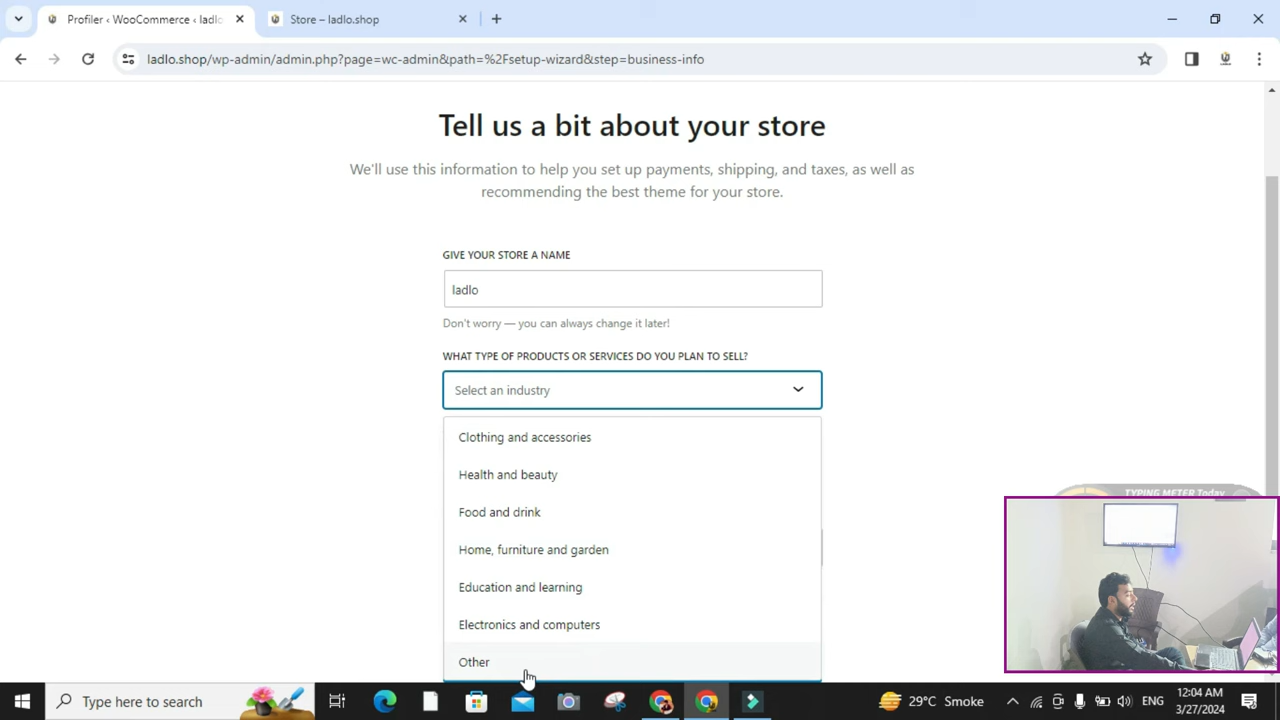 Profiler ‹ WooCommerce ‹ ladlo
Store – ladlo.shop
ladlo.shop/wp-admin/admin.php?page=wc-admin&path=%2Fsetup-wizard&step=business-info
Tell us a bit about your store
We'll use this information to help you set up payments, shipping, and taxes, as well as
recommending the best theme for your store.
GIVE YOUR STORE A NAME
ladlo
Don't worry — you can always change it later!
WHAT TYPE OF PRODUCTS OR SERVICES DO YOU PLAN TO SELL?
Select an industry
Clothing and accessories
Health and beauty
Food and drink
Home, furniture and garden
Education and learning
Electronics and computers
Other
TYPING METER Today
Type here to search
29°C Smoke
ENG
12:04 AM
3/27/2024